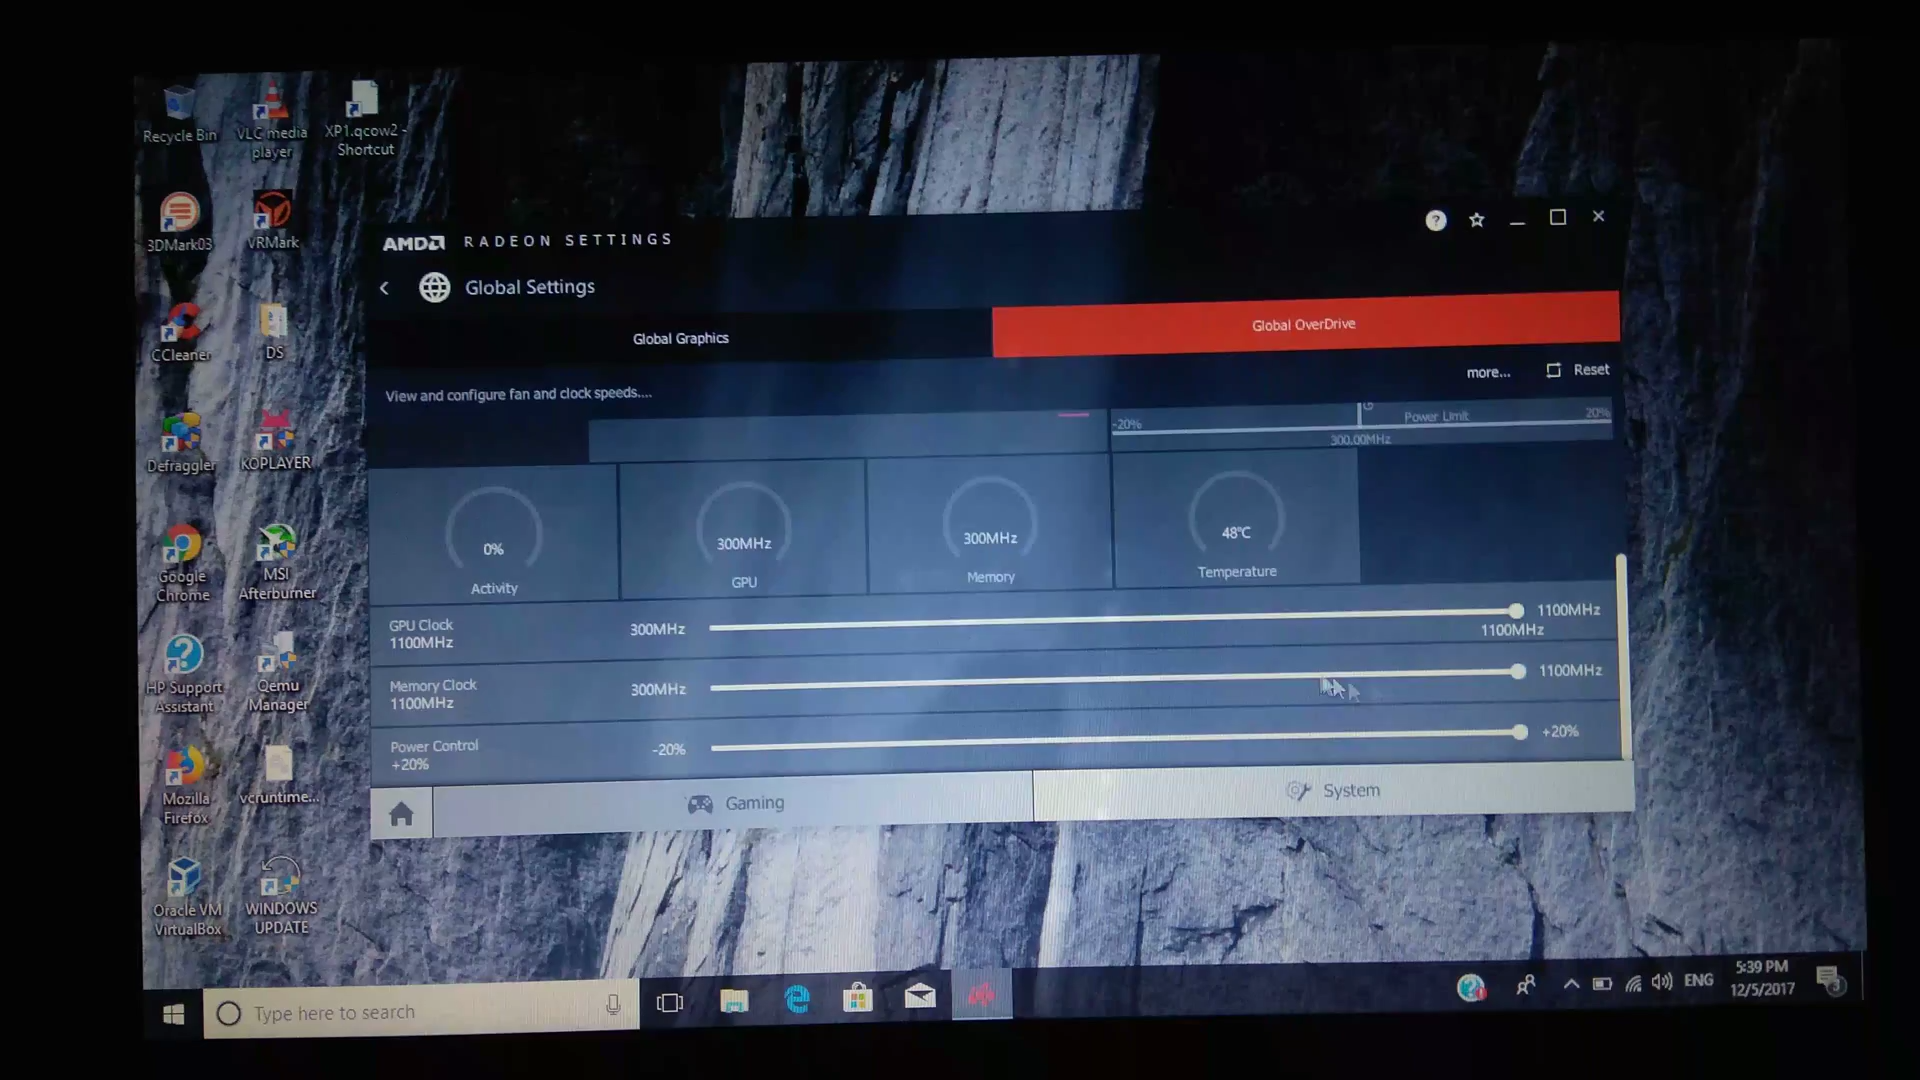 Recycle Bin
VLC media
player
XP1.qcow2 -
Shortcut
3DMark03
VRMark
CCleaner
DS
Defraggler
KOPLAYER
Google
Chrome
MSI
Afterburner
HP Support
Assistant
Qemu
Manager
Mozilla
Firefox
vcruntime...
Oracle VM
VirtualBox
WINDOWS
UPDATE
AMD RADEON SETTINGS
?
Global Settings
Global Graphics
Global OverDrive
View and configure fan and clock speeds....
more...
Reset
-20%
Power Limit
20%
300.00MHz
0%
Activity
300MHz
GPU
300MHz
Memory
48°C
Temperature
GPU Clock
1100MHz
300MHz
1100MHz
1100MHz
Memory Clock
1100MHz
300MHz
1100MHz
Power Control
+20%
-20%
+20%
Gaming
System
Type here to search
ENG
5:39 PM
12/5/2017
3